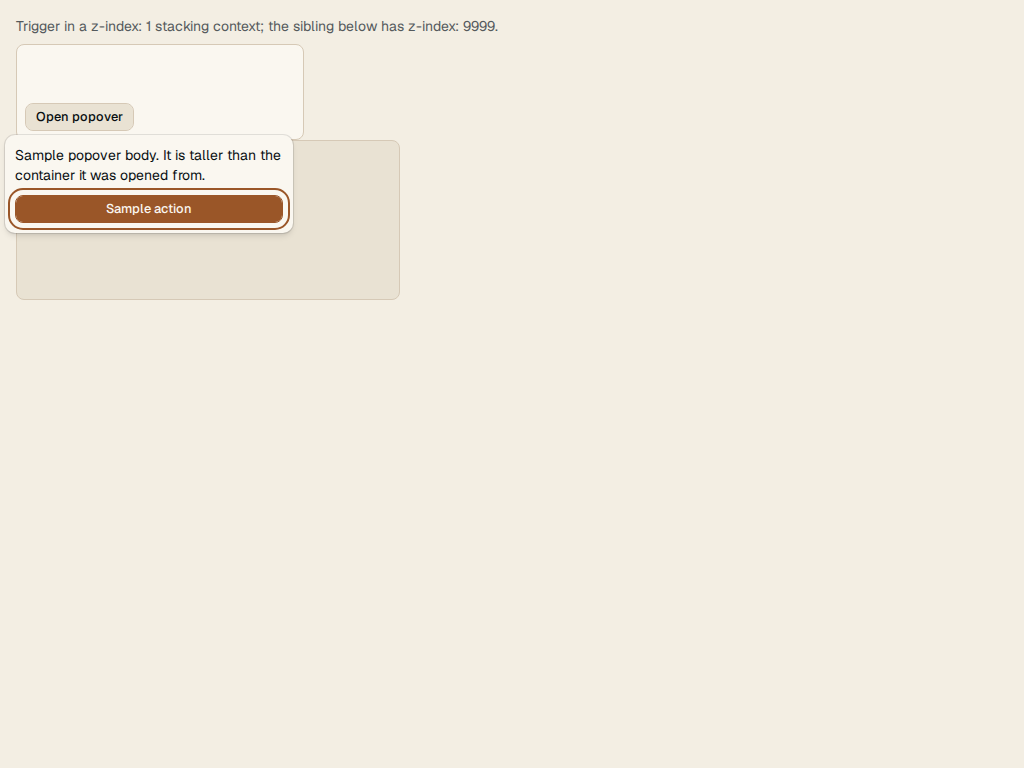 Trigger in a z-index: 1 stacking context; the sibling below has z-index: 9999.
Open popover
Sample popover body. It is taller than the
container it was opened from.
Sample action